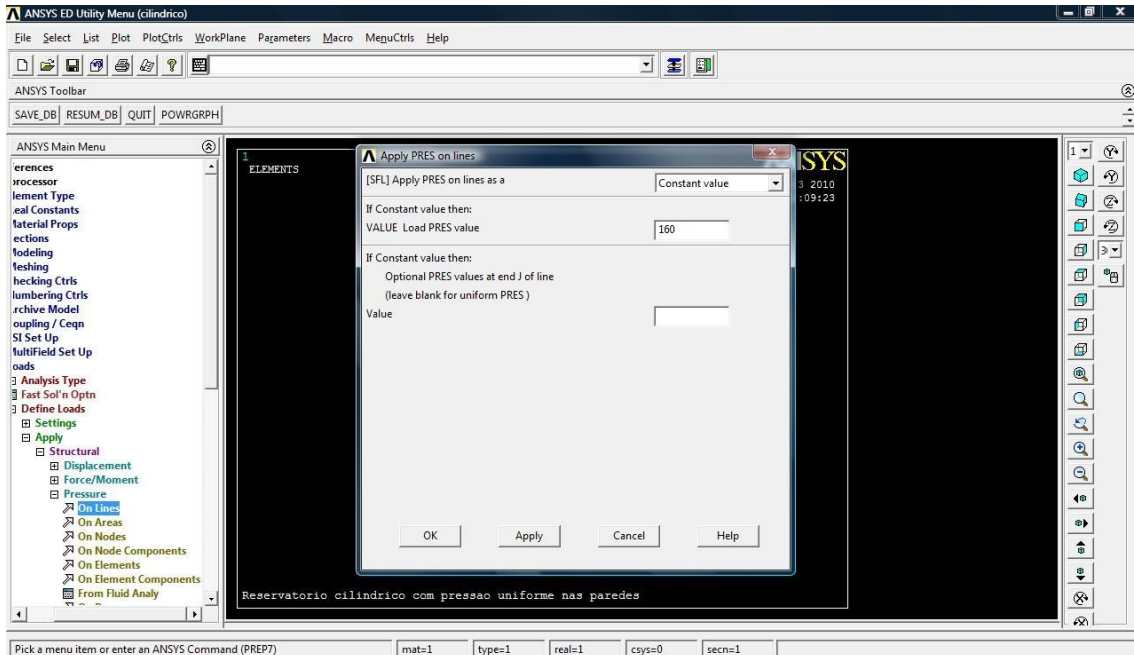 ANSYS ED Utility Menu (cilindrico)
File Select List Plot PlotCtrls WorkPlane Parameters Macro MenuCtrls Help
ANSYS Toolbar
SAVE_DB RESUM_DB QUIT POWRGRPH
ANSYS Main Menu
erences
rocessor
lement Type
eal Constants
Material Props
ections
Modeling
Meshing
hecking Ctrls
lumbering Ctrls
rchive Model
oupling / Ceqn
SI Set Up
MultiField Set Up
oads
Analysis Type
Fast Sol'n Optn
Define Loads
Settings
Apply
Structural
Displacement
Force/Moment
Pressure
On Lines
On Areas
On Nodes
On Node Components
On Elements
On Element Components
From Fluid Analy
1
ELEMENTS
SYS
3 2010
:09:23
Apply PRES on lines
[SFL] Apply PRES on lines as a Constant value
If Constant value then:
VALUE Load PRES value 160
If Constant value then:
Optional PRES values at end J of line
(leave blank for uniform PRES )
Value
OK Apply Cancel Help
Reservatorio cilindrico com pressao uniforme nas paredes
1
3
Pick a menu item or enter an ANSYS Command (PREP7) mat=1 type=1 real=1 csys=0 secn=1